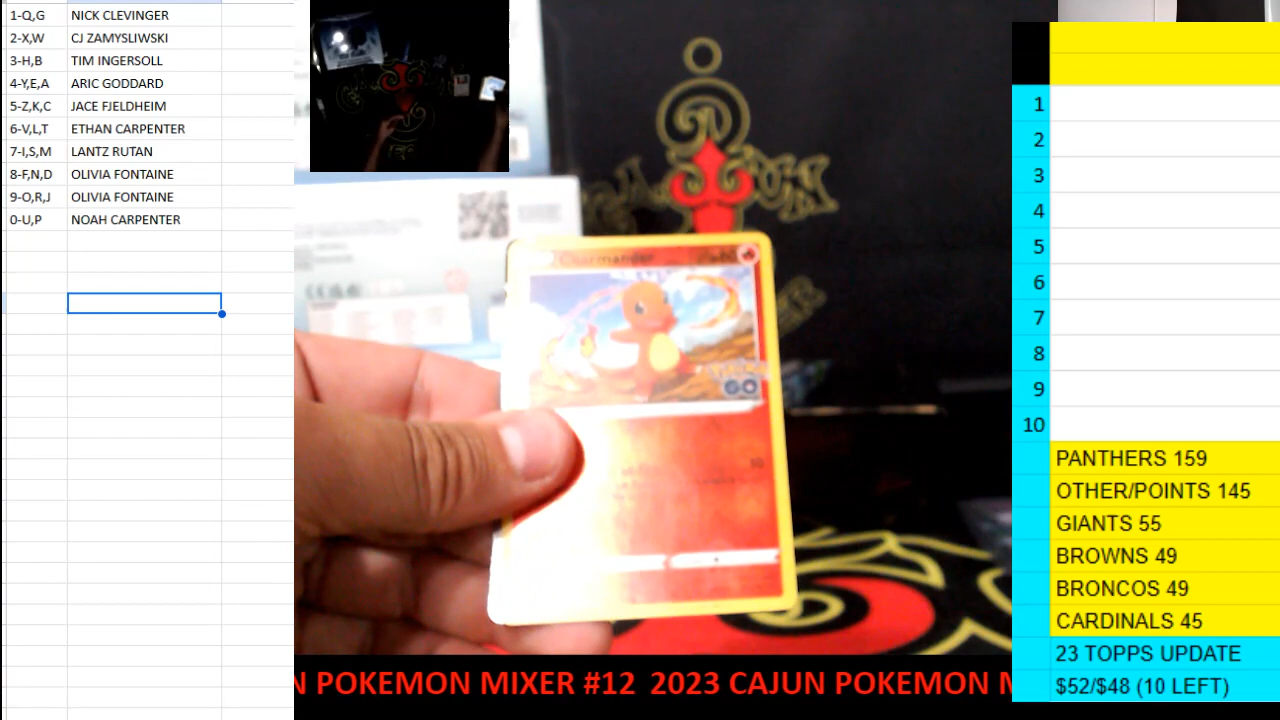 1-Q,G NICK CLEVINGER
2-X,W CJ ZAMYSLIWSKI
3-H,B TIM INGERSOLL
4-Y,E,A ARIC GODDARD
5-Z,K,C JACE FJELDHEIM
6-V,L,T ETHAN CARPENTER
7-I,S,M LANTZ RUTAN
8-F,N,D OLIVIA FONTAINE
9-O,R,J OLIVIA FONTAINE
0-U,P NOAH CARPENTER
Charmander
GO
N POKEMON MIXER #12 2023 CAJUN POKEMON M
1
2
3
4
5
6
7
8
9
10
PANTHERS 159
OTHER/POINTS 145
GIANTS 55
BROWNS 49
BRONCOS 49
CARDINALS 45
23 TOPPS UPDATE
$52/$48 (10 LEFT)